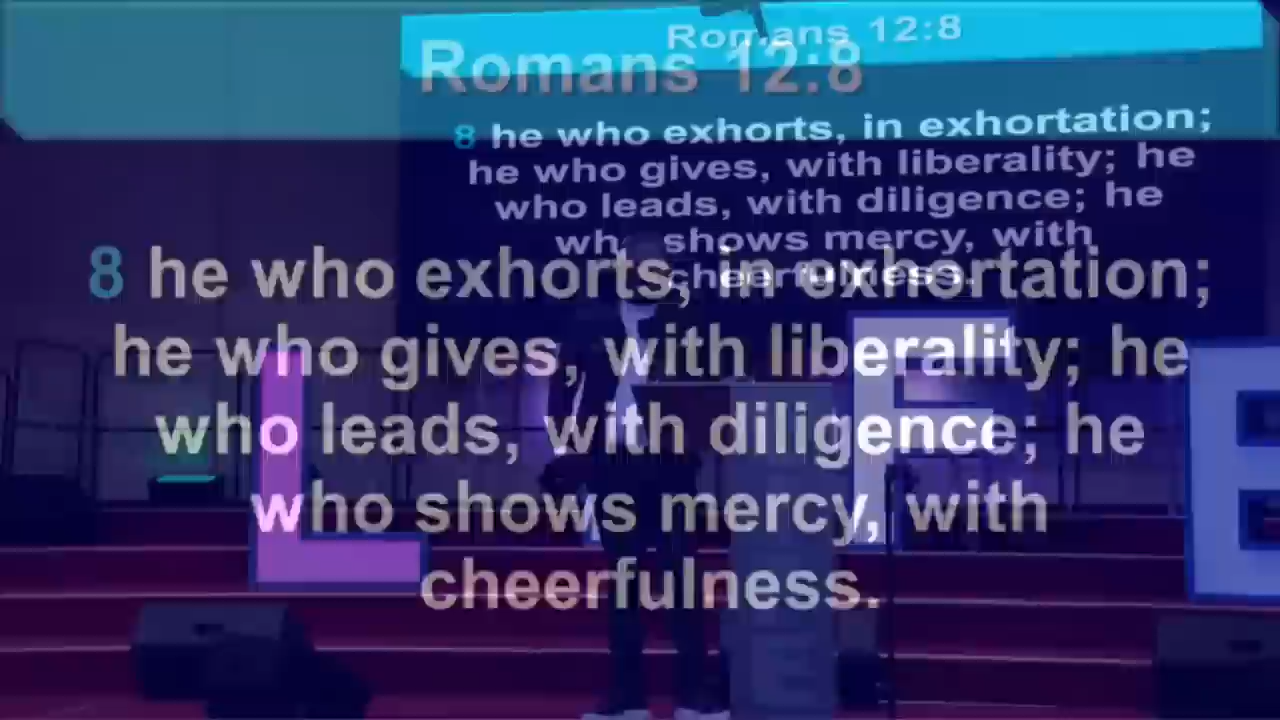 Romans 12:8
8 he who exhorts, in exhortation;
he who gives, with liberality; he
who leads, with diligence; he
shows mercy, with
cheerfulness.
Romans 12:8
8 he who exhorts, in exhortation;
he who gives, with liberality; he
who leads, with diligence; he
who shows mercy, with
cheerfulness.
L F E